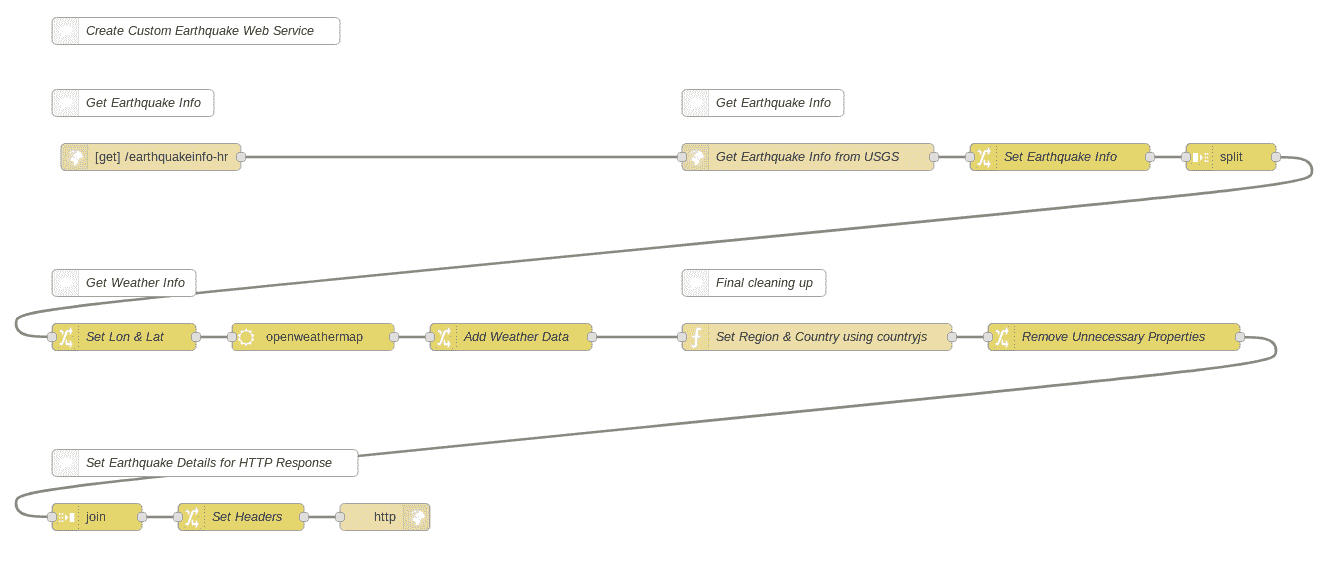 Create Custom Earthquake Web Service
Get Earthquake Info
Get Earthquake Info
[get] /earthquakeinfo-hr
Get Earthquake Info from USGS
Set Earthquake Info
split
Get Weather Info
Final cleaning up
Set Lon & Lat
openweathermap
Add Weather Data
Set Region & Country using countryjs
Remove Unnecessary Properties
Set Earthquake Details for HTTP Response
join
Set Headers
http